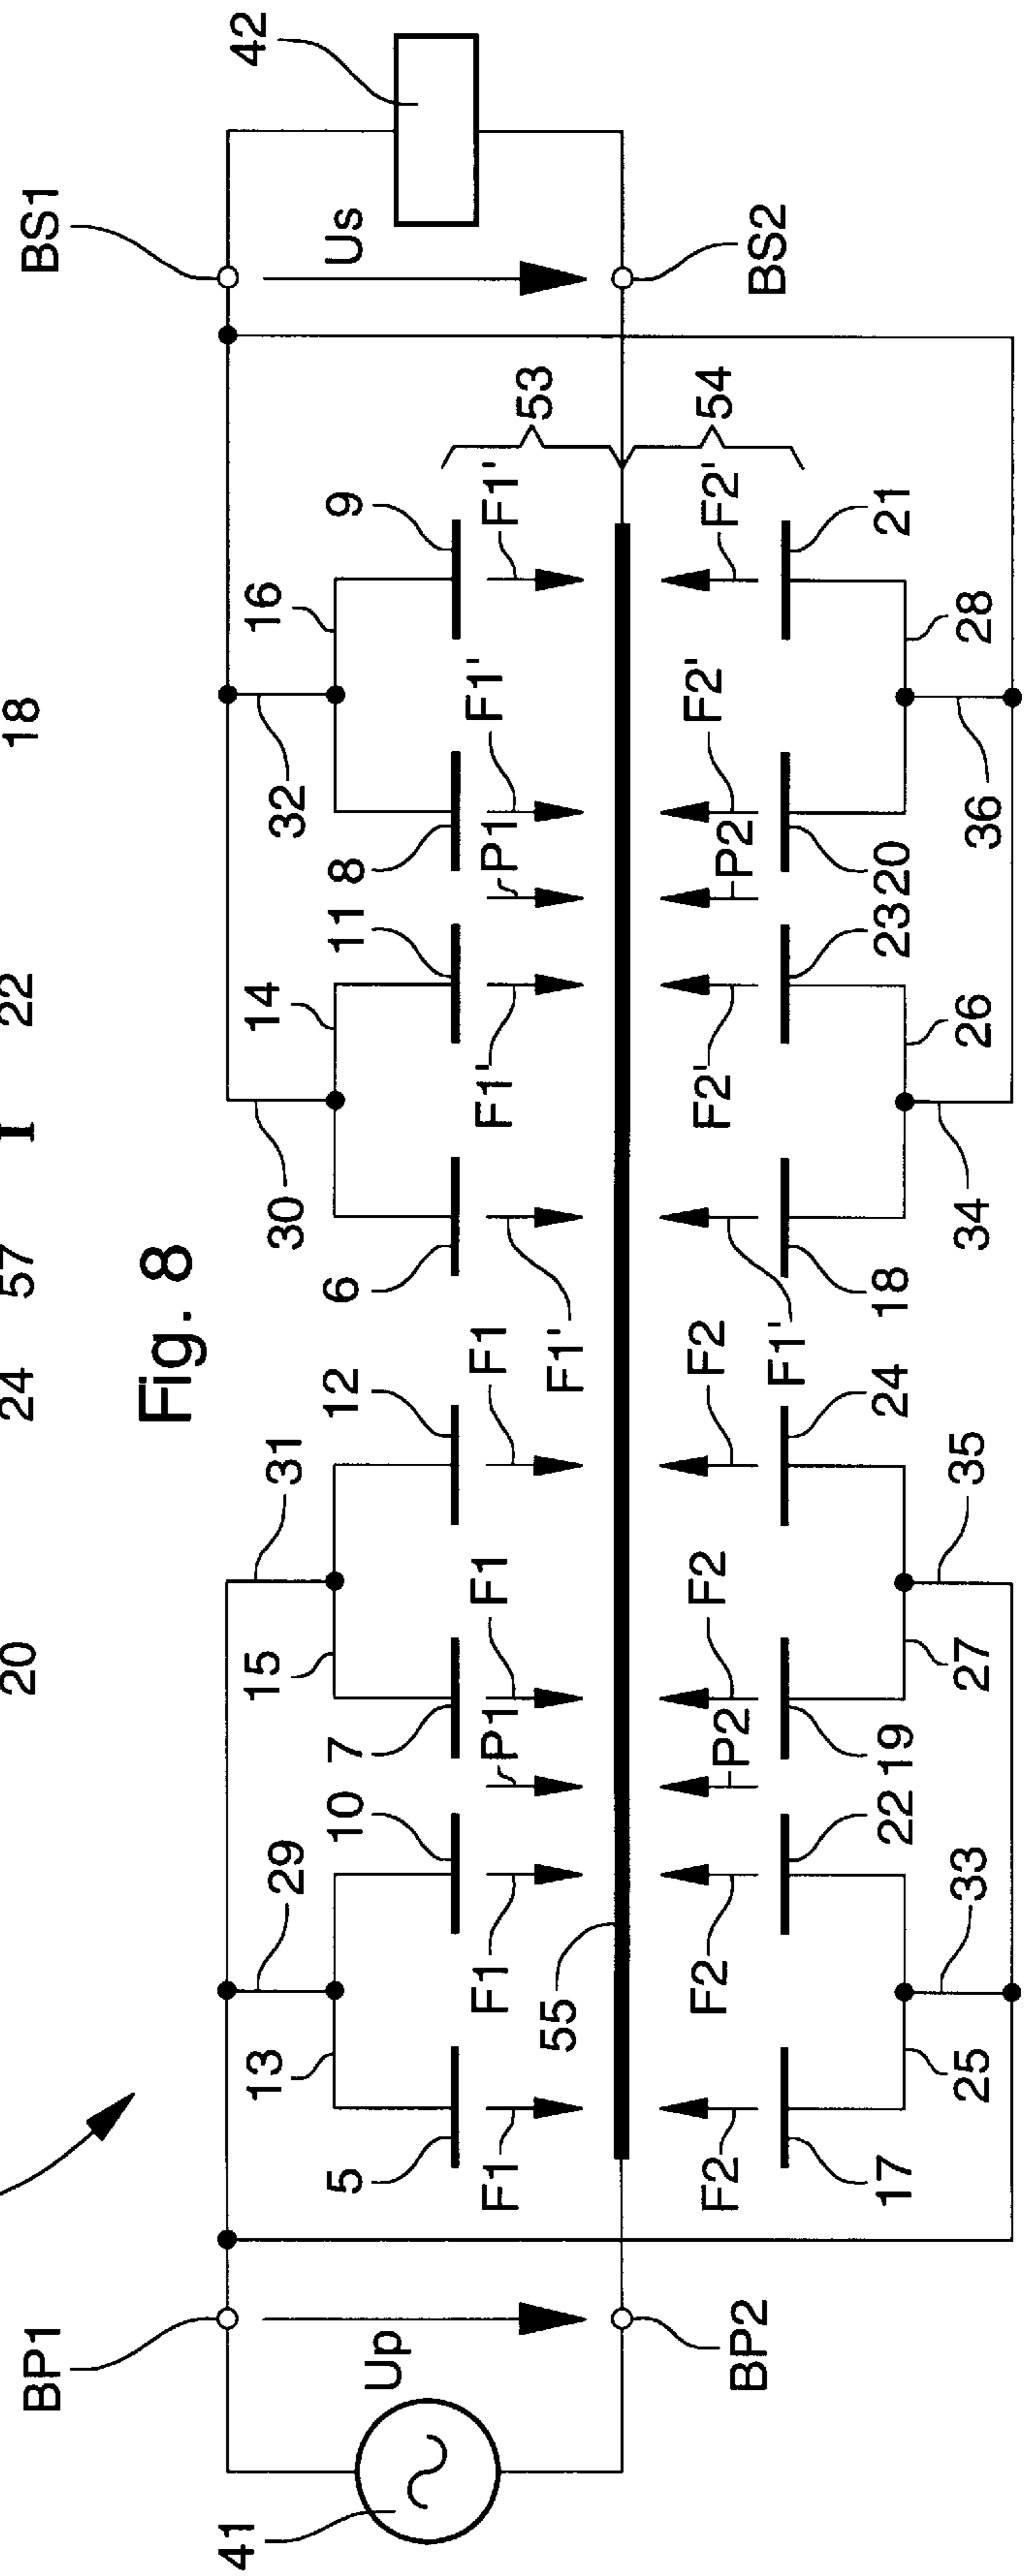 20 24 57 I 22 18
Fig. 8
BP1
BS1
41
13
29
15
31
30
14
32
16
42
Up
5
10
7
12
6
11
8
9
Us
F1
F1
P1
F1
F1
F1'
F1'
P1
F1'
F1'
53
55
F2
F2
P2
F2
F2
F1'
F2'
P2
F2'
F2'
54
BP2
BS2
17
22
19
24
18
23
20
21
25
33
27
35
34
26
36
28